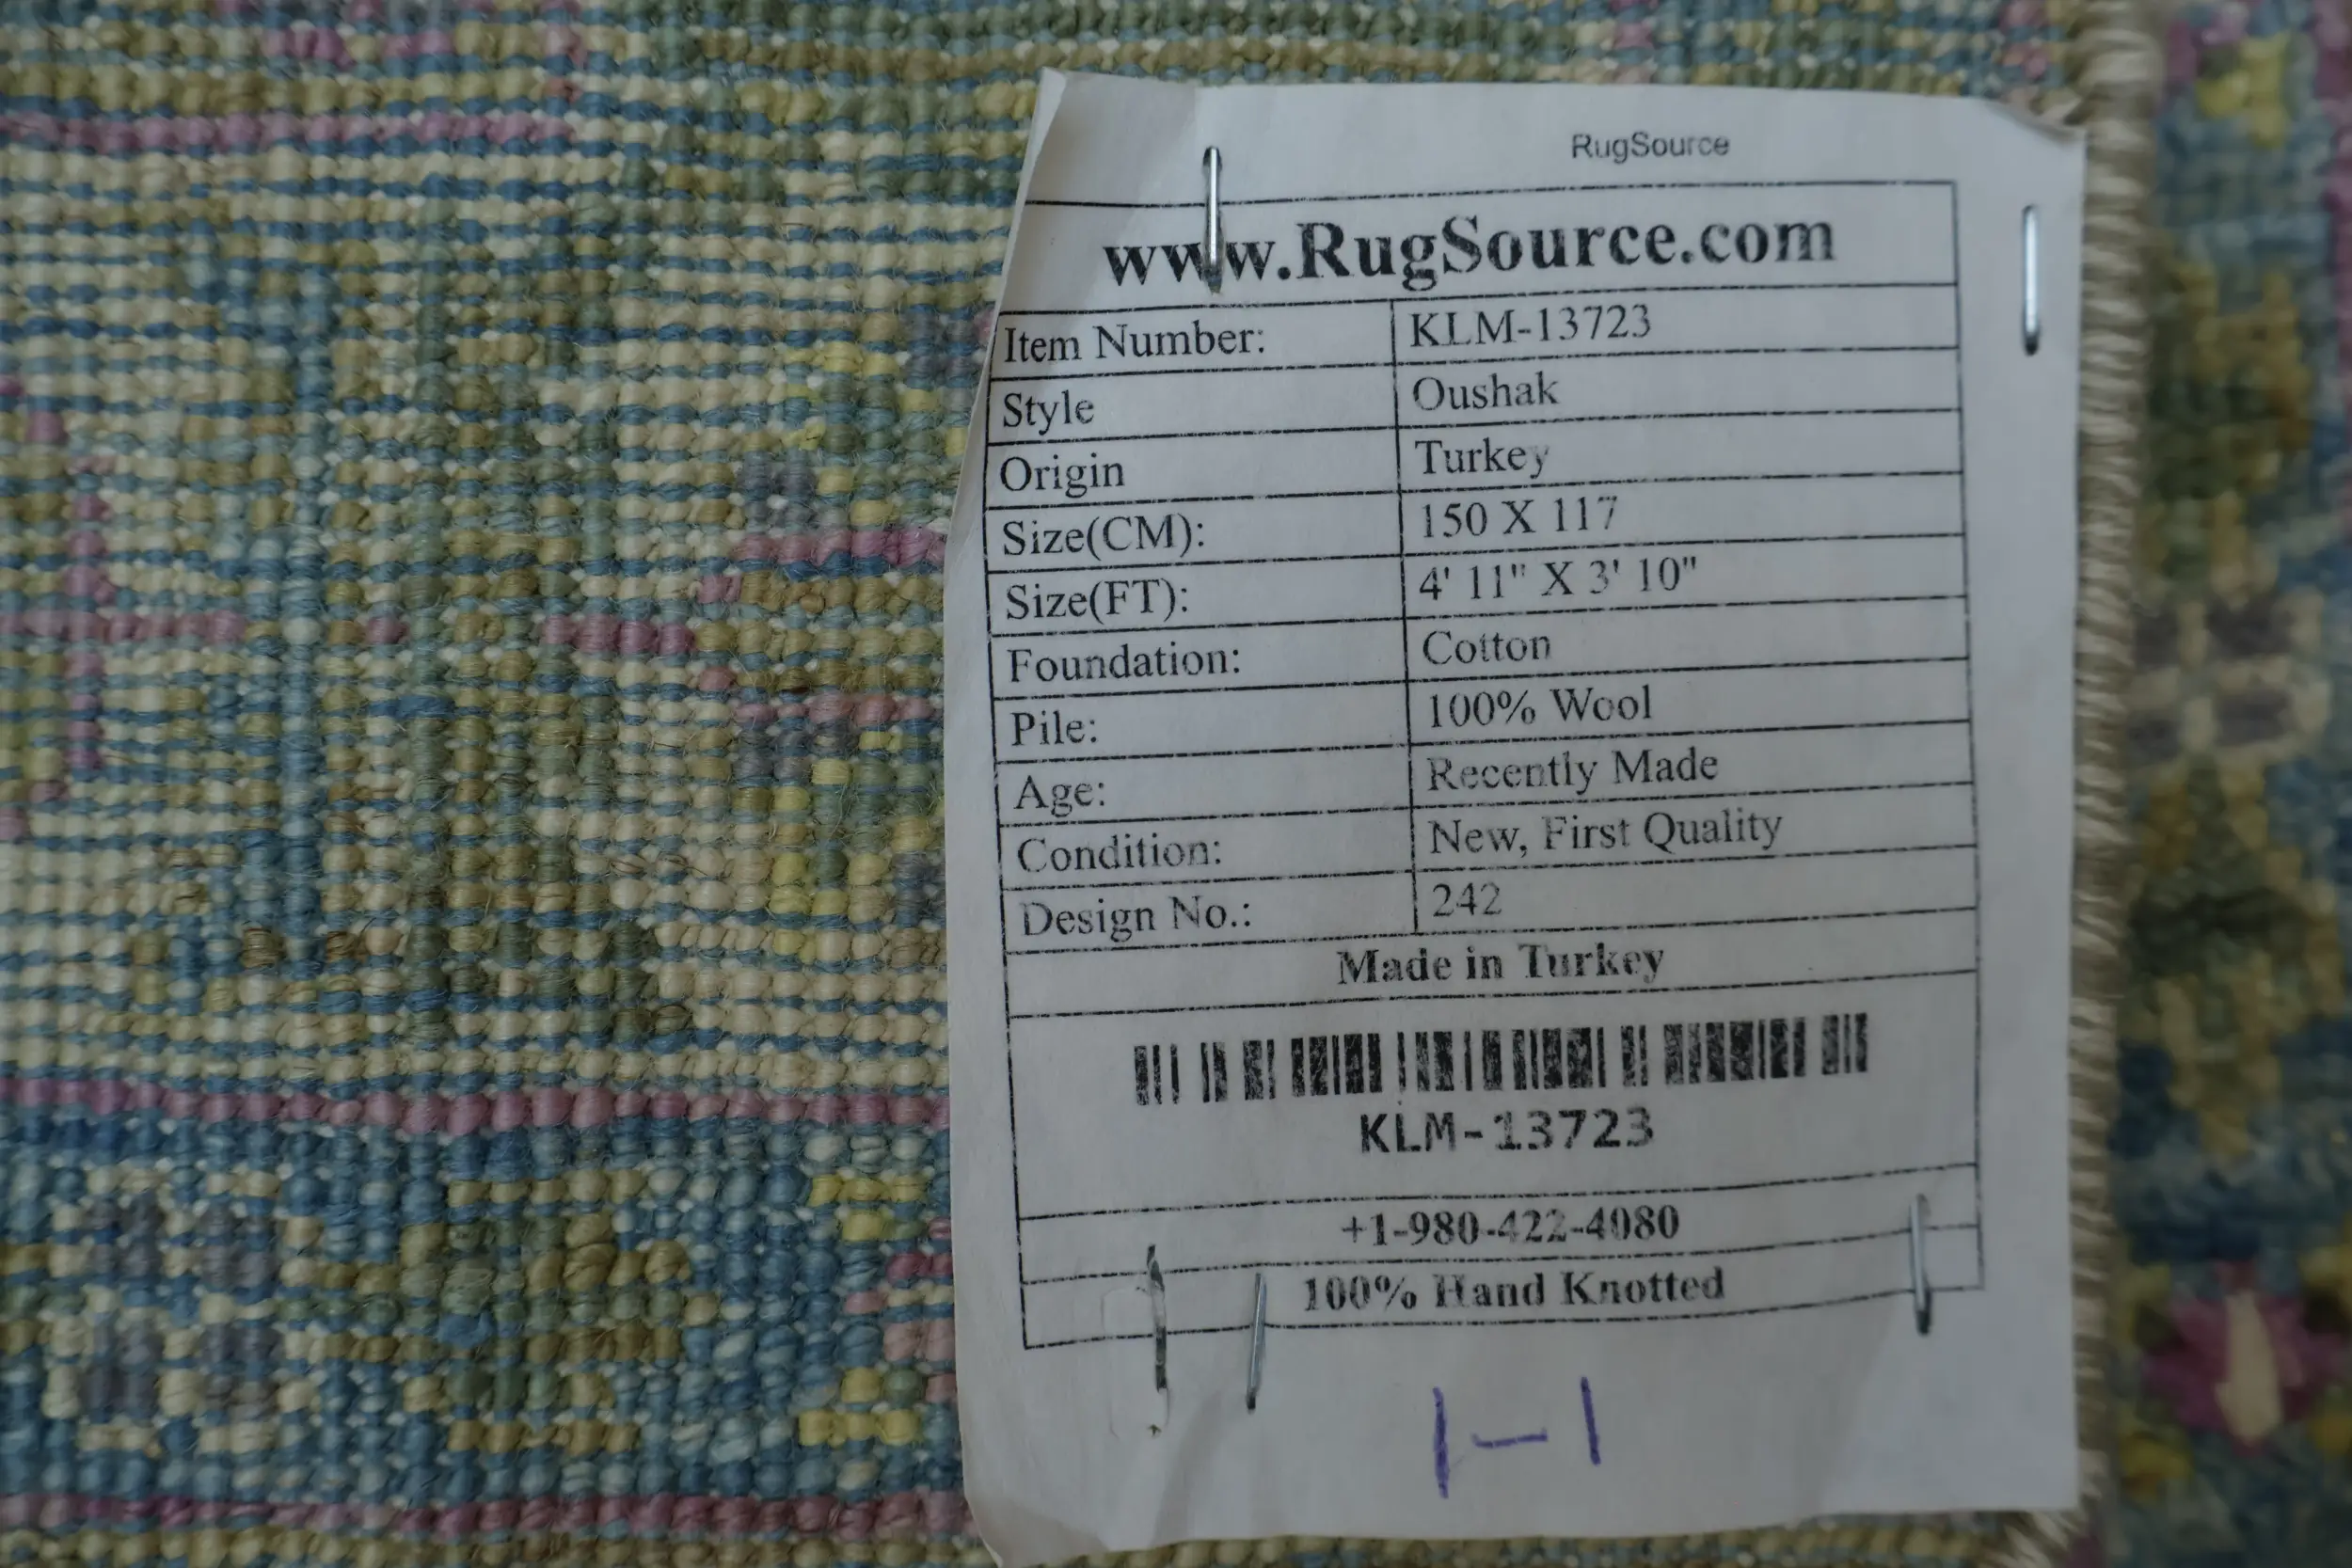 RugSource
www.RugSource.com
Item Number: KLM-13723
Style Oushak
Origin Turkey
Size(CM): 150 X 117
Size(FT): 4' 11" X 3' 10"
Foundation: Cotton
Pile: 100% Wool
Age: Recently Made
Condition: New, First Quality
Design No.: 242
Made in Turkey
KLM-13723
+1-980-422-4080
100% Hand Knotted
1-1